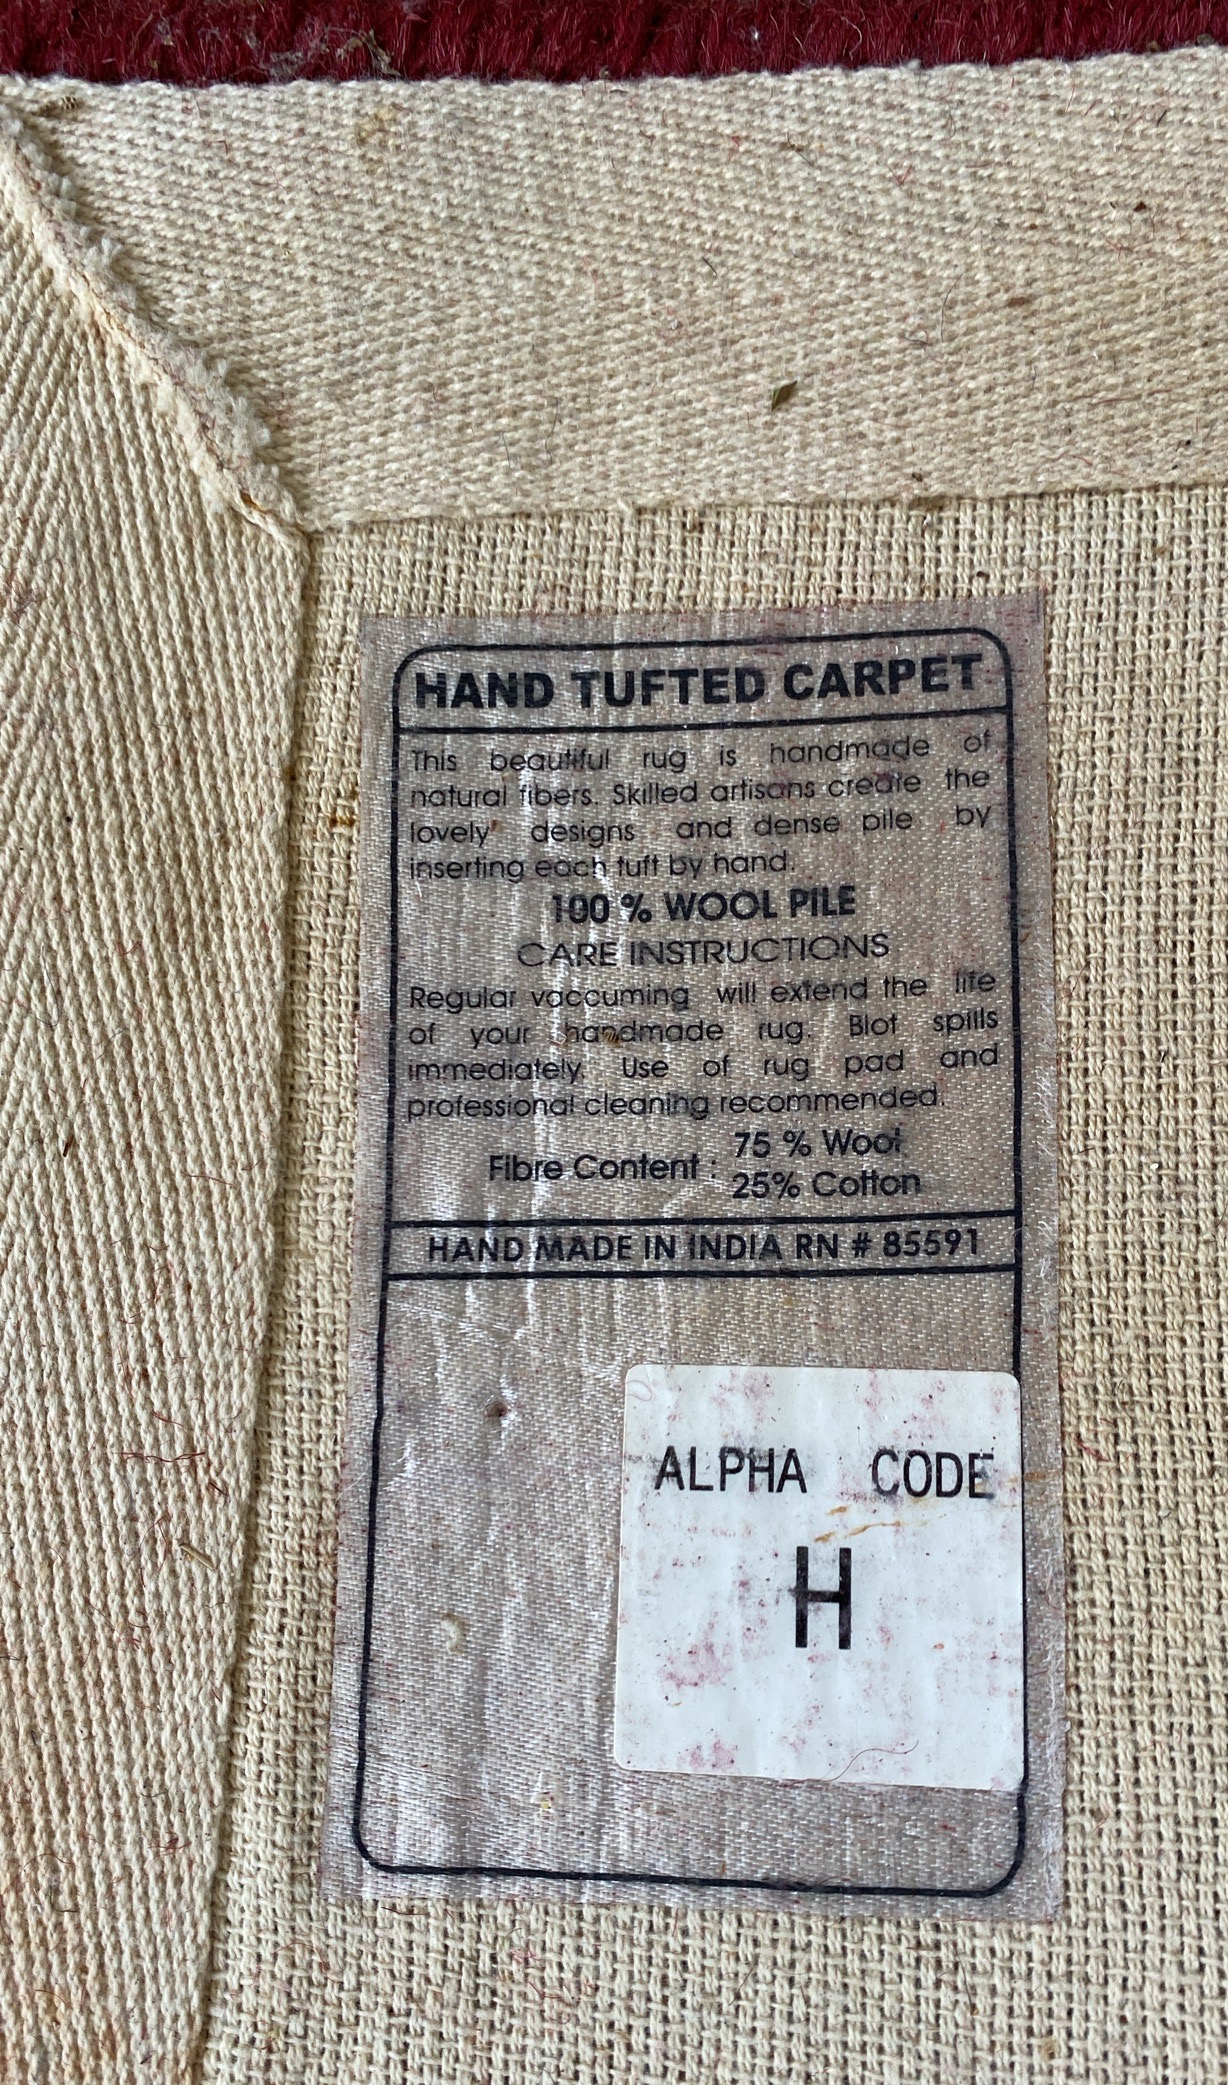 HAND TUFTED CARPET
This beautiful rug is handmade of
natural fibers. Skilled artisans create the
lovely designs and dense pile by
inserting each tuft by hand.
100 % WOOL PILE
CARE INSTRUCTIONS
Regular vaccuming will extend the life
of your handmade rug. Blot spills
immediately. Use of rug pad and
professional cleaning recommended.
Fibre Content : 75 % Wool
25% Cotton
HAND MADE IN INDIA RN # 85591
ALPHA CODE
H